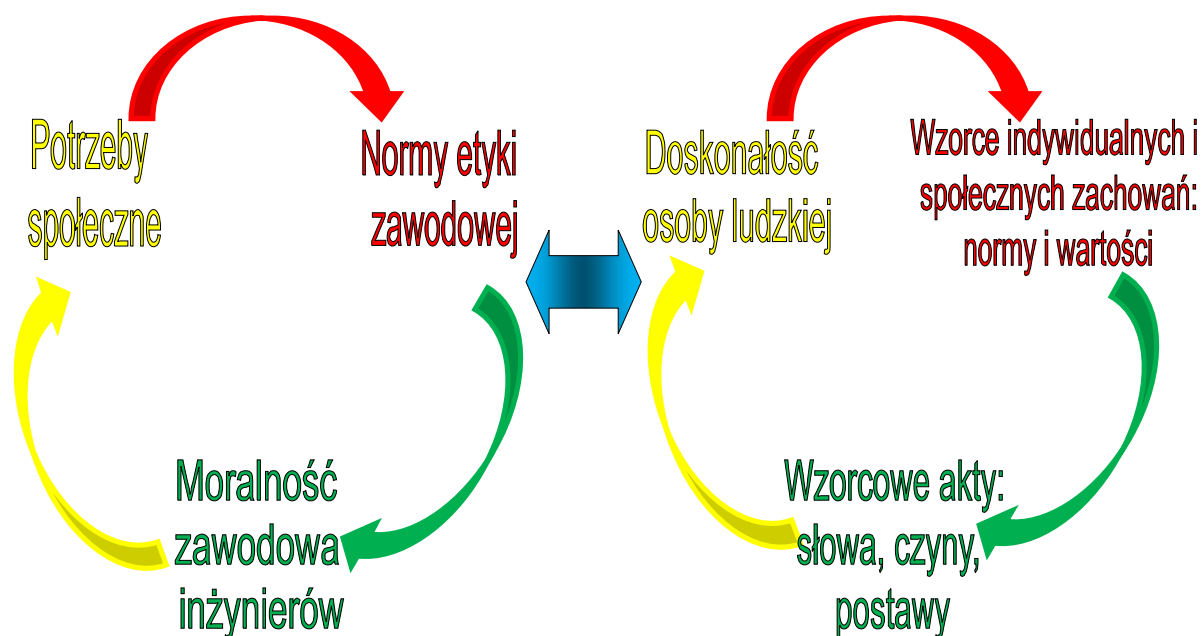 Potrzeby
społeczne
Normy etyki
zawodowej
Moralność
zawodowa
inżynierów
Doskonałość
osoby ludzkiej
Wzorce indywidualnych i
społecznych zachowań:
normy i wartości
Wzorcowe akty:
słowa, czyny,
postawy